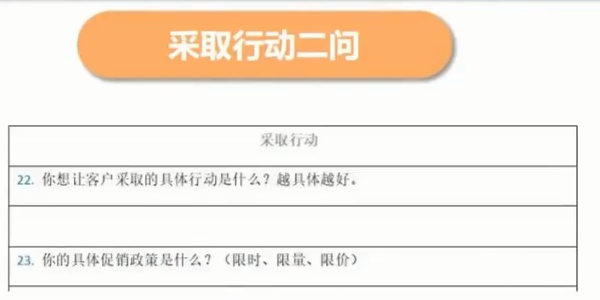 采取行动二问
采取行动
22. 你想让客户采取的具体行动是什么？越具体越好。
23. 你的具体促销政策是什么？（限时、限量、限价）